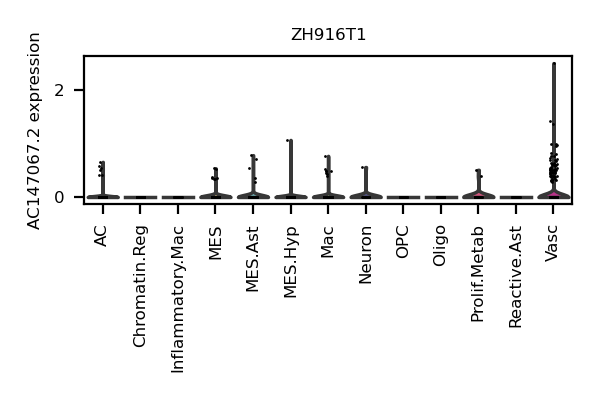 ZH916T1
AC147067.2 expression
2
0
AC
Chromatin.Reg
Inflammatory.Mac
MES
MES.Ast
MES.Hyp
Mac
Neuron
OPC
Oligo
Prolif.Metab
Reactive.Ast
Vasc